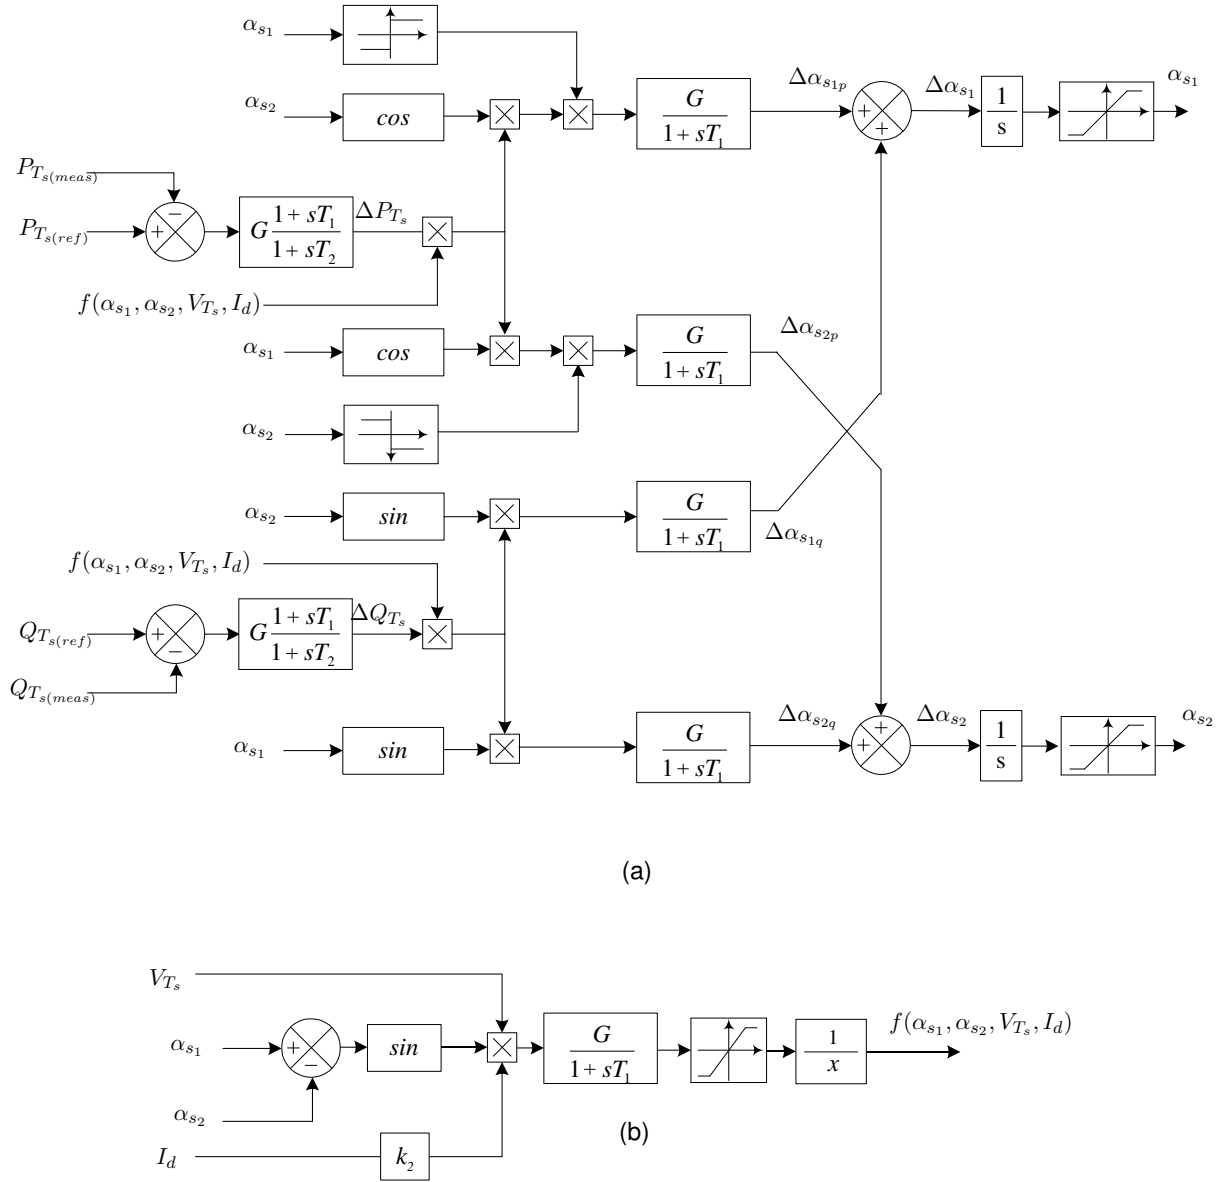 α_{s_1}
α_{s_2} cos × × G/(1 + sT_1) Δα_{s_{1p}} + + Δα_{s_1} 1/s α_{s_1}
P_{T_{s(meas)}} −
P_{T_{s(ref)}} + G (1 + sT_1)/(1 + sT_2) ΔP_{T_s} ×
f(α_{s_1}, α_{s_2}, V_{T_s}, I_d)
α_{s_1} cos × × G/(1 + sT_1) Δα_{s_{2p}}
α_{s_2}
α_{s_2} sin × G/(1 + sT_1) Δα_{s_{1q}}
f(α_{s_1}, α_{s_2}, V_{T_s}, I_d)
Q_{T_{s(ref)}} + − G (1 + sT_1)/(1 + sT_2) ΔQ_{T_s} ×
Q_{T_{s(meas)}}
α_{s_1} sin × G/(1 + sT_1) Δα_{s_{2q}} + + Δα_{s_2} 1/s α_{s_2}
(a)
V_{T_s}
α_{s_1} + − sin × G/(1 + sT_1) 1/x f(α_{s_1}, α_{s_2}, V_{T_s}, I_d)
α_{s_2}
I_d k_2
(b)